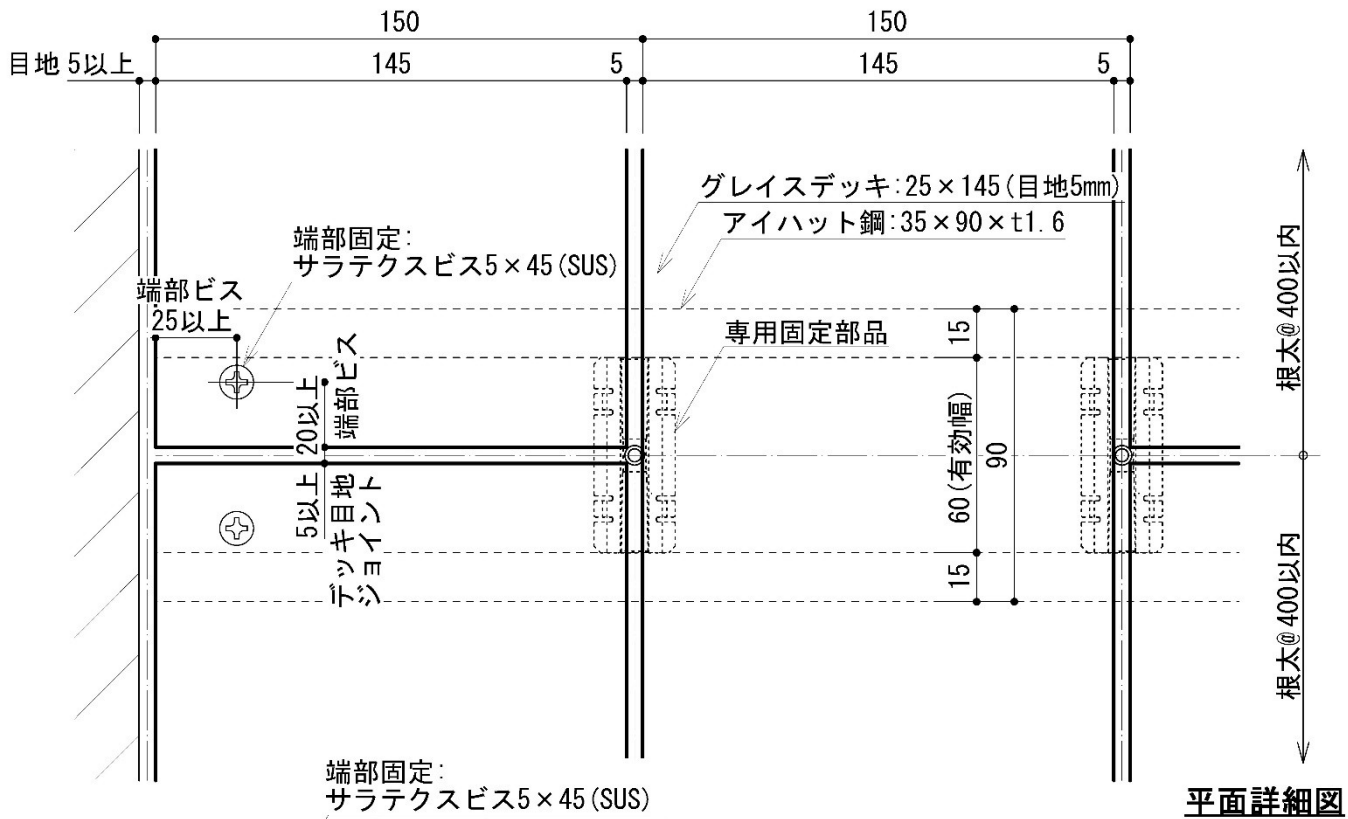 150
150
目地 5以上
145
5
145
5
グレイスデッキ:25×145(目地5mm)
アイハット鋼:35×90×t1.6
端部固定:
サラテクスビス5×45(SUS)
端部ビス
25以上
専用固定部品
15
60(有効幅)
90
15
20以上
端部ビス
5以上
デッキ目地
ジョイント
根太@400以内
根太@400以内
端部固定:
サラテクスビス5×45(SUS)
平面詳細図